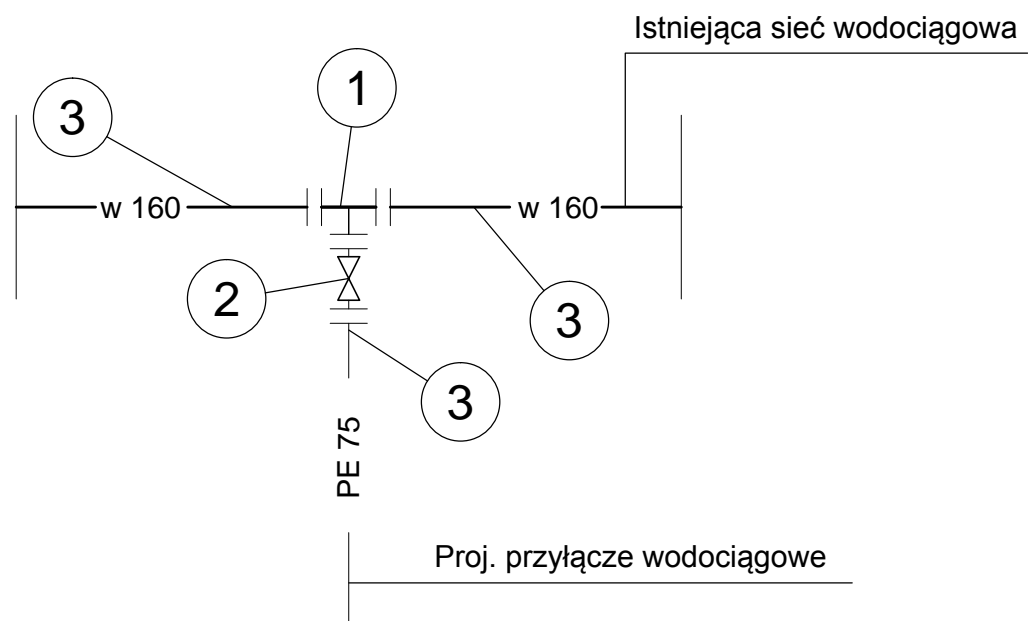 Istniejąca sieć wodociągowa
1
3
w 160
w 160
2
3
3
PE 75
Proj. przyłącze wodociągowe